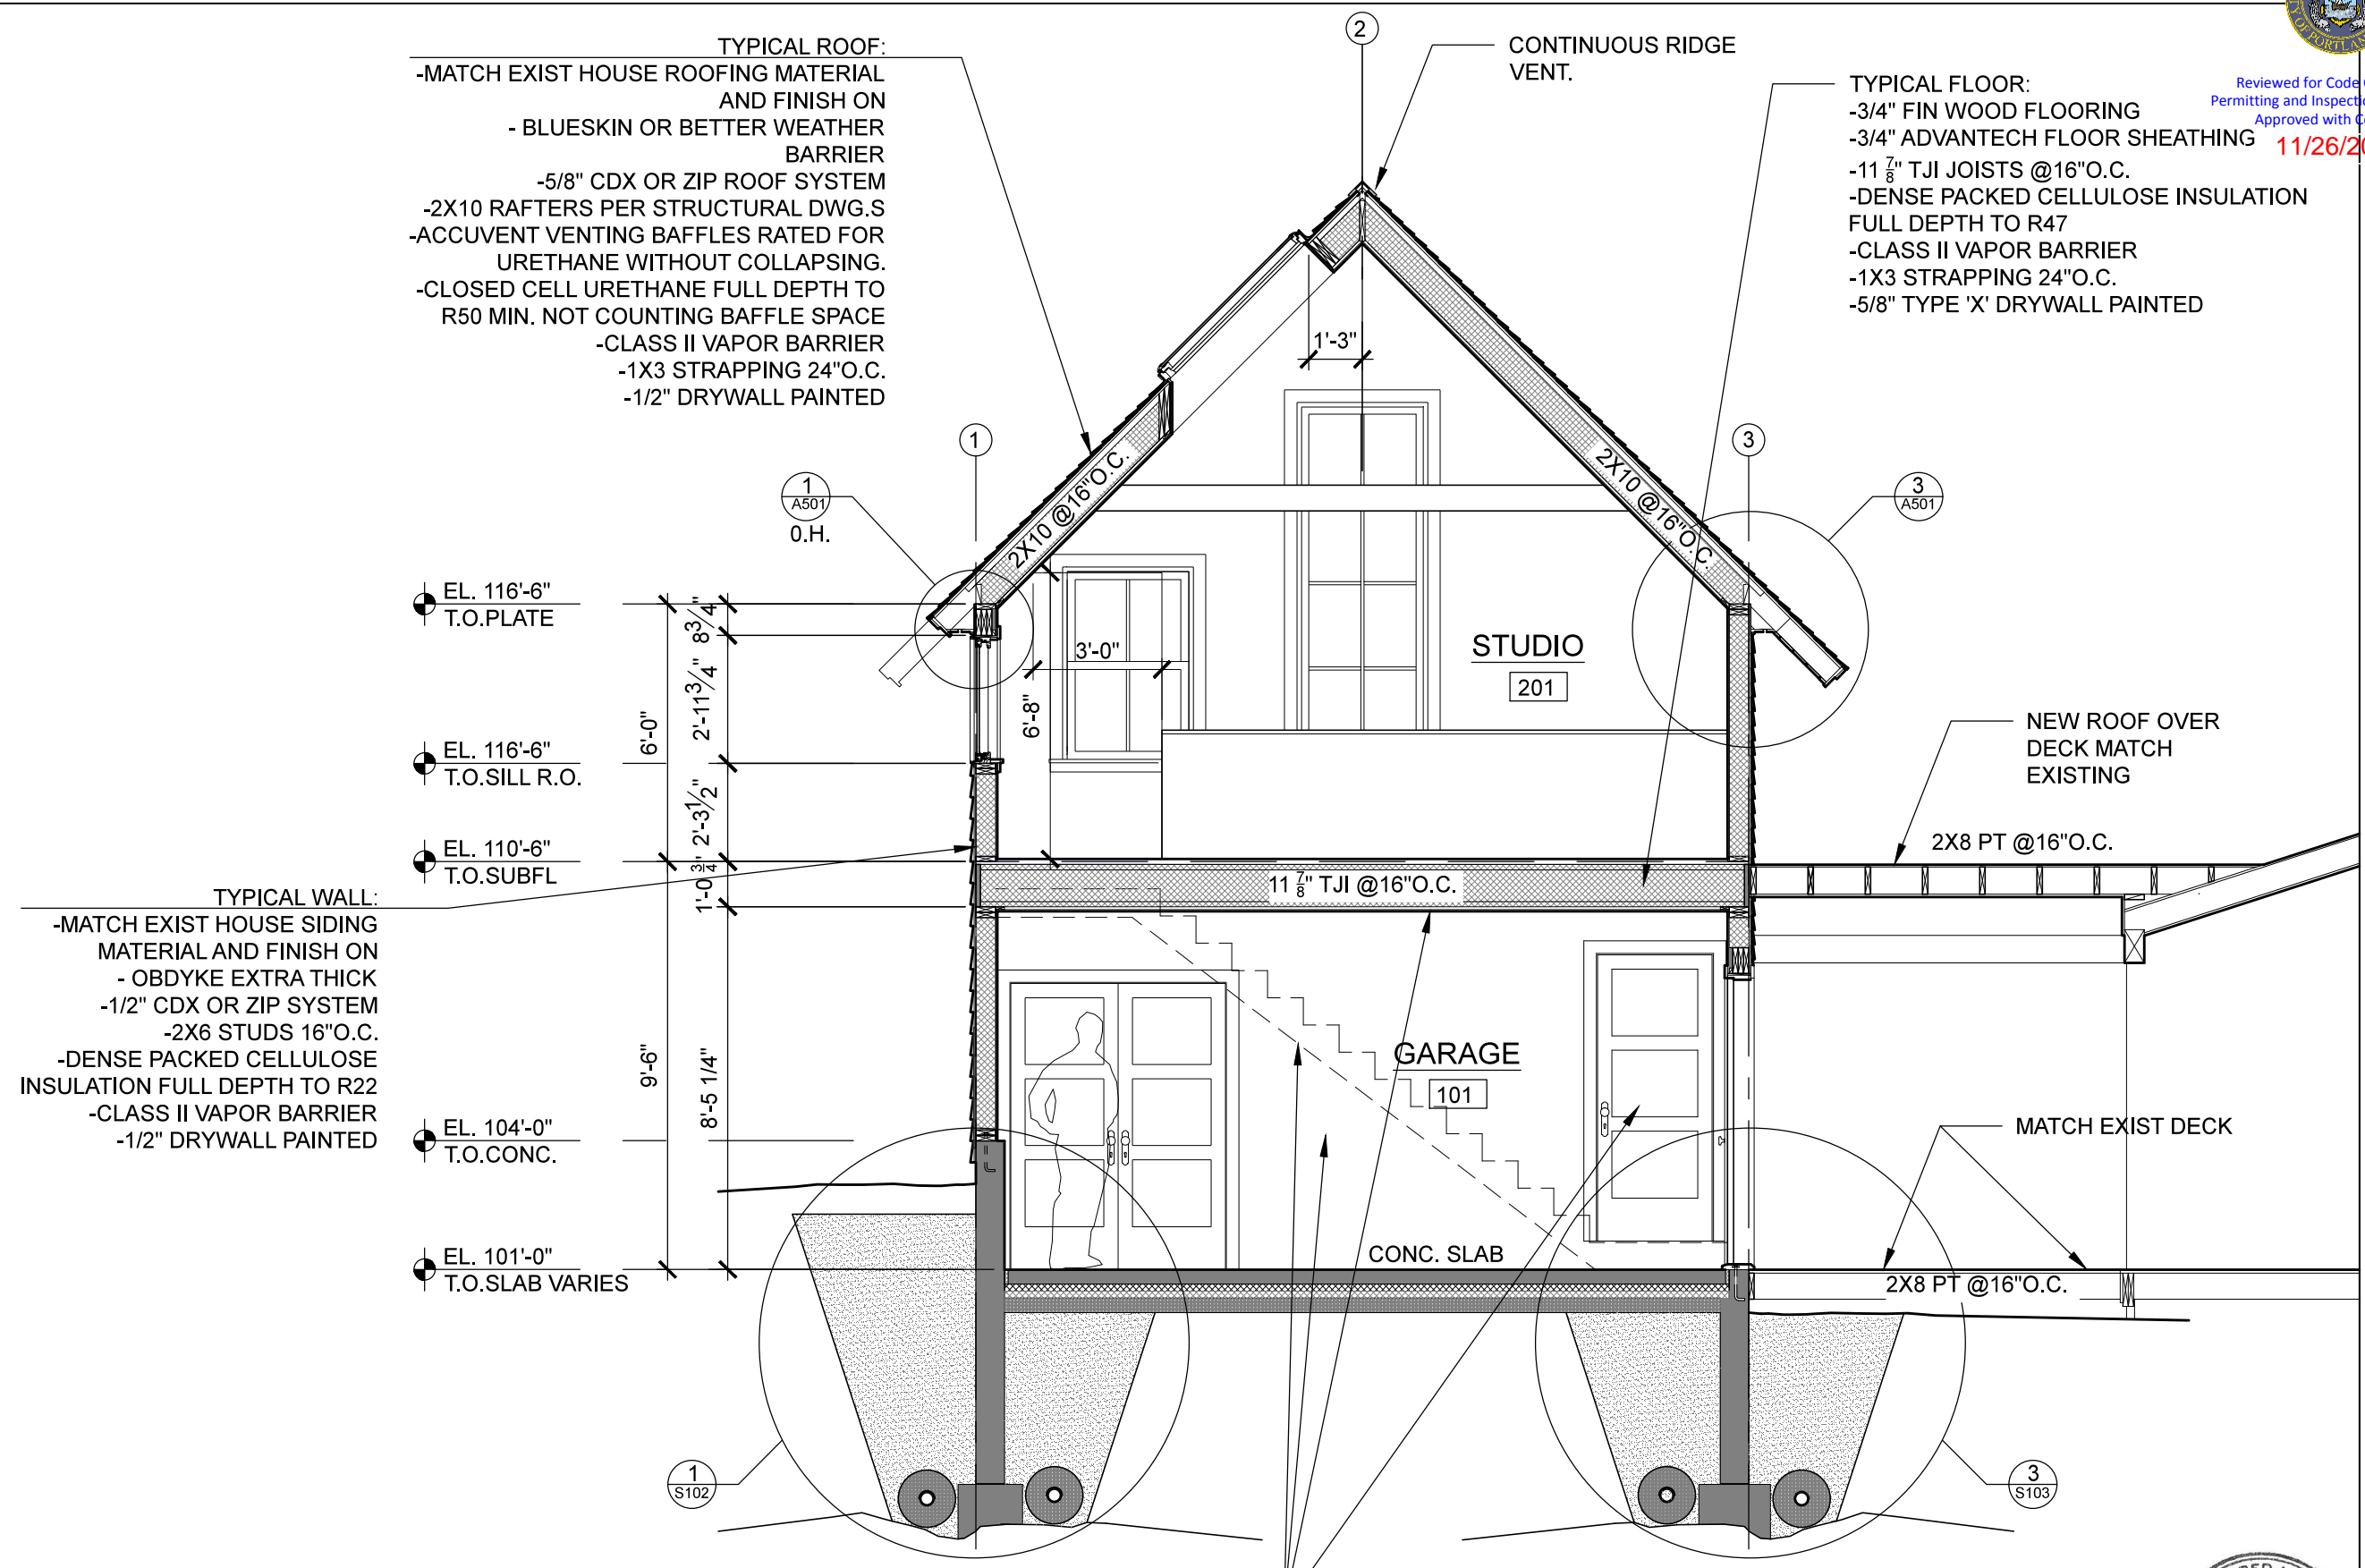 TYPICAL ROOF:
-MATCH EXIST HOUSE ROOFING MATERIAL
AND FINISH ON
- BLUESKIN OR BETTER WEATHER
BARRIER
-5/8" CDX OR ZIP ROOF SYSTEM
-2X10 RAFTERS PER STRUCTURAL DWG.S
-ACCUVENT VENTING BAFFLES RATED FOR
URETHANE WITHOUT COLLAPSING.
-CLOSED CELL URETHANE FULL DEPTH TO
R50 MIN. NOT COUNTING BAFFLE SPACE
-CLASS II VAPOR BARRIER
-1X3 STRAPPING 24"O.C.
-1/2" DRYWALL PAINTED
2
CONTINUOUS RIDGE
VENT.
TYPICAL FLOOR:
-3/4" FIN WOOD FLOORING
-3/4" ADVANTECH FLOOR SHEATHING
-11 7/8" TJI JOISTS @16"O.C.
-DENSE PACKED CELLULOSE INSULATION
FULL DEPTH TO R47
-CLASS II VAPOR BARRIER
-1X3 STRAPPING 24"O.C.
-5/8" TYPE 'X' DRYWALL PAINTED
Reviewed for Code
Permitting and
Approved with
11/26/
1'-3"
1
3
1
A501
0.H.
3
A501
2X10 @16"O.C.
2X10 @16"O.C.
EL. 116'-6"
T.O.PLATE
8 3/4"
2'-11 3/4"
6'-0"
3'-0"
6'-8"
STUDIO
201
EL. 116'-6"
T.O.SILL R.O.
2'-3 1/2"
NEW ROOF OVER
DECK MATCH
EXISTING
2X8 PT @16"O.C.
EL. 110'-6"
T.O.SUBFL
1'-0 3/4"
11 7/8" TJI @16"O.C.
TYPICAL WALL:
-MATCH EXIST HOUSE SIDING
MATERIAL AND FINISH ON
- OBDYKE EXTRA THICK
-1/2" CDX OR ZIP SYSTEM
-2X6 STUDS 16"O.C.
-DENSE PACKED CELLULOSE
INSULATION FULL DEPTH TO R22
-CLASS II VAPOR BARRIER
-1/2" DRYWALL PAINTED
9'-6"
8'-5 1/4"
GARAGE
101
EL. 104'-0"
T.O.CONC.
MATCH EXIST DECK
EL. 101'-0"
T.O.SLAB VARIES
CONC. SLAB
2X8 PT @16"O.C.
1
S102
3
S103